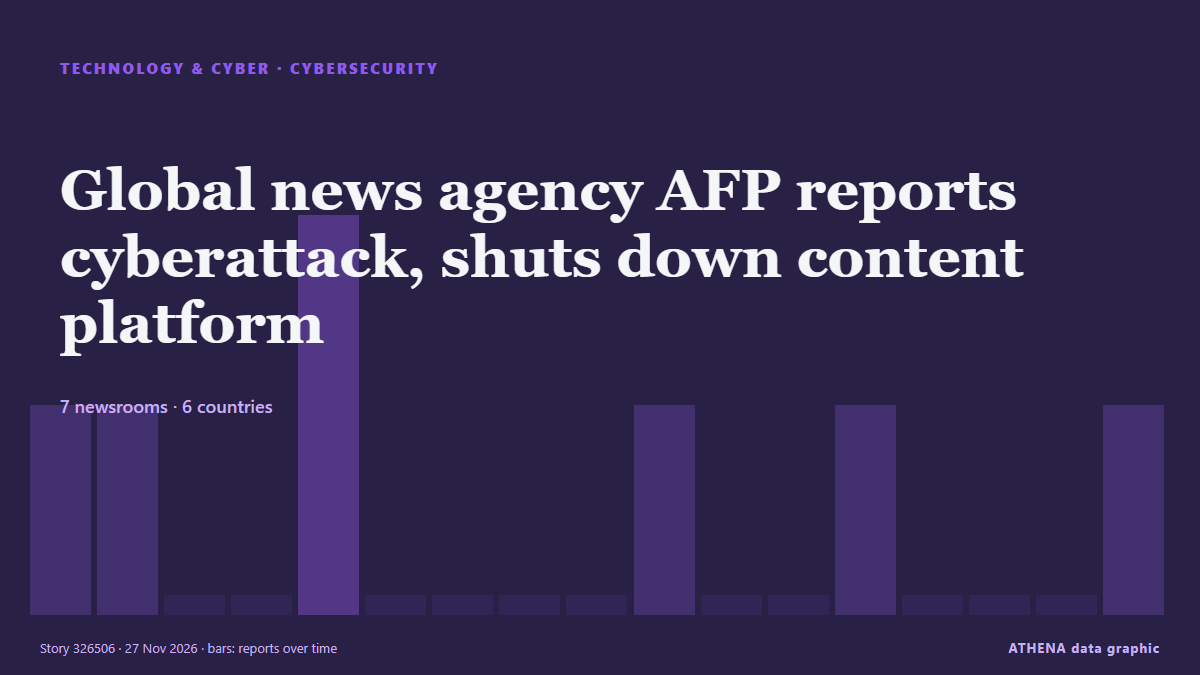 TECHNOLOGY & CYBER · CYBERSECURITY
Global news agency AFP reports
cyberattack, shuts down content
platform
7 newsrooms · 6 countries
Story 326506 · 27 Nov 2026 · bars: reports over time
ATHENA data graphic